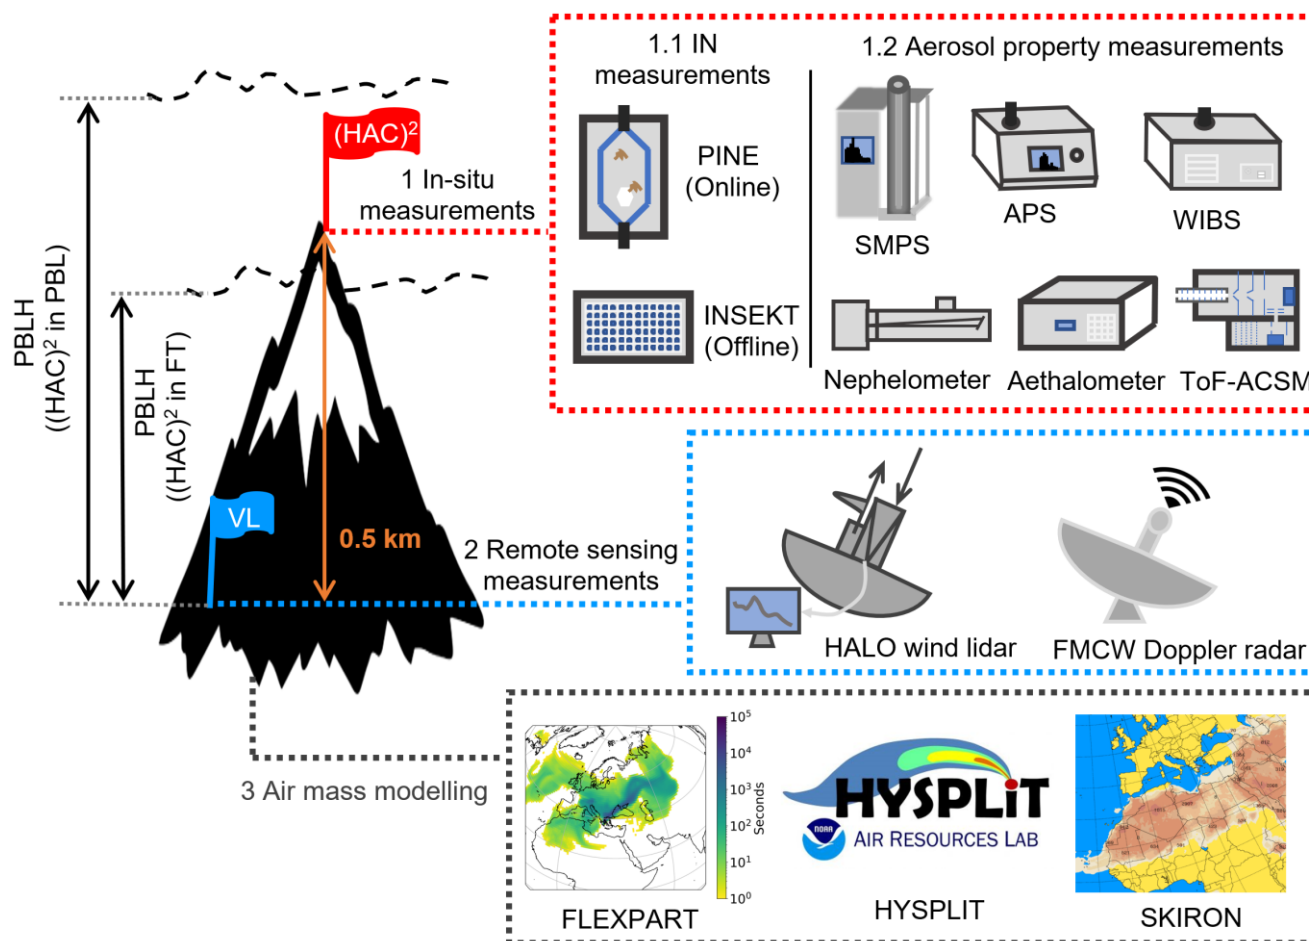 (HAC)²
1 In-situ
measurements
PBLH
((HAC)² in PBL)
PBLH
((HAC)² in FT)
VL
0.5 km
1.1 IN
measurements
PINE
(Online)
INSEKT
(Offline)
1.2 Aerosol property measurements
SMPS
APS
WIBS
Nephelometer
Aethalometer
ToF-ACSM
2 Remote sensing
measurements
HALO wind lidar
FMCW Doppler radar
3 Air mass modelling
10⁵
10⁴
10³
10²
10¹
10⁰
Seconds
FLEXPART
HYSPLiT
NOAA
AIR RESOURCES LAB
HYSPLIT
SKIRON